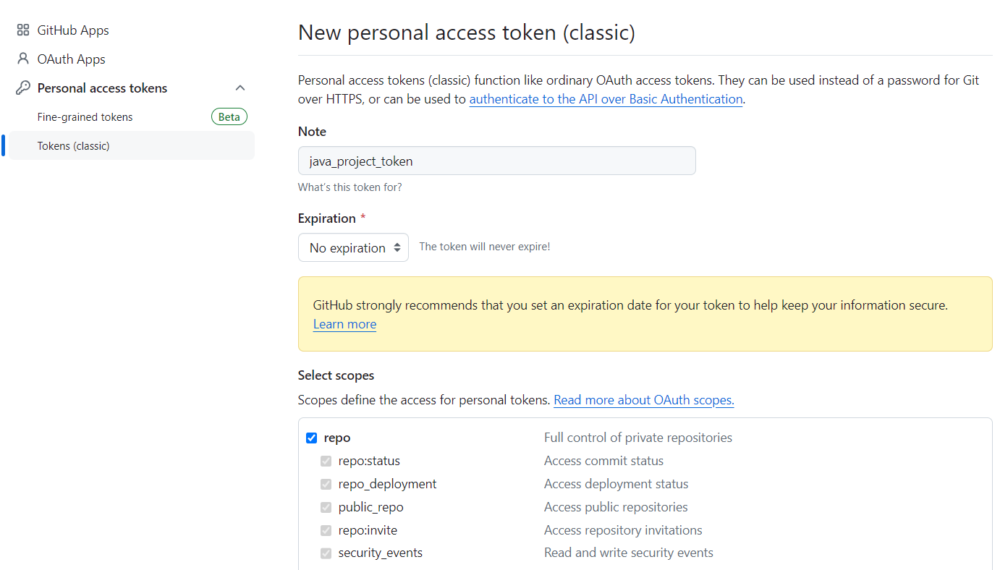 GitHub Apps
OAuth Apps
Personal access tokens
Fine-grained tokens Beta
Tokens (classic)
New personal access token (classic)
Personal access tokens (classic) function like ordinary OAuth access tokens. They can be used instead of a password for Git
over HTTPS, or can be used to authenticate to the API over Basic Authentication.
Note
java_project_token
What's this token for?
Expiration *
No expiration The token will never expire!
GitHub strongly recommends that you set an expiration date for your token to help keep your information secure.
Learn more
Select scopes
Scopes define the access for personal tokens. Read more about OAuth scopes.
repo Full control of private repositories
repo:status Access commit status
repo_deployment Access deployment status
public_repo Access public repositories
repo:invite Access repository invitations
security_events Read and write security events